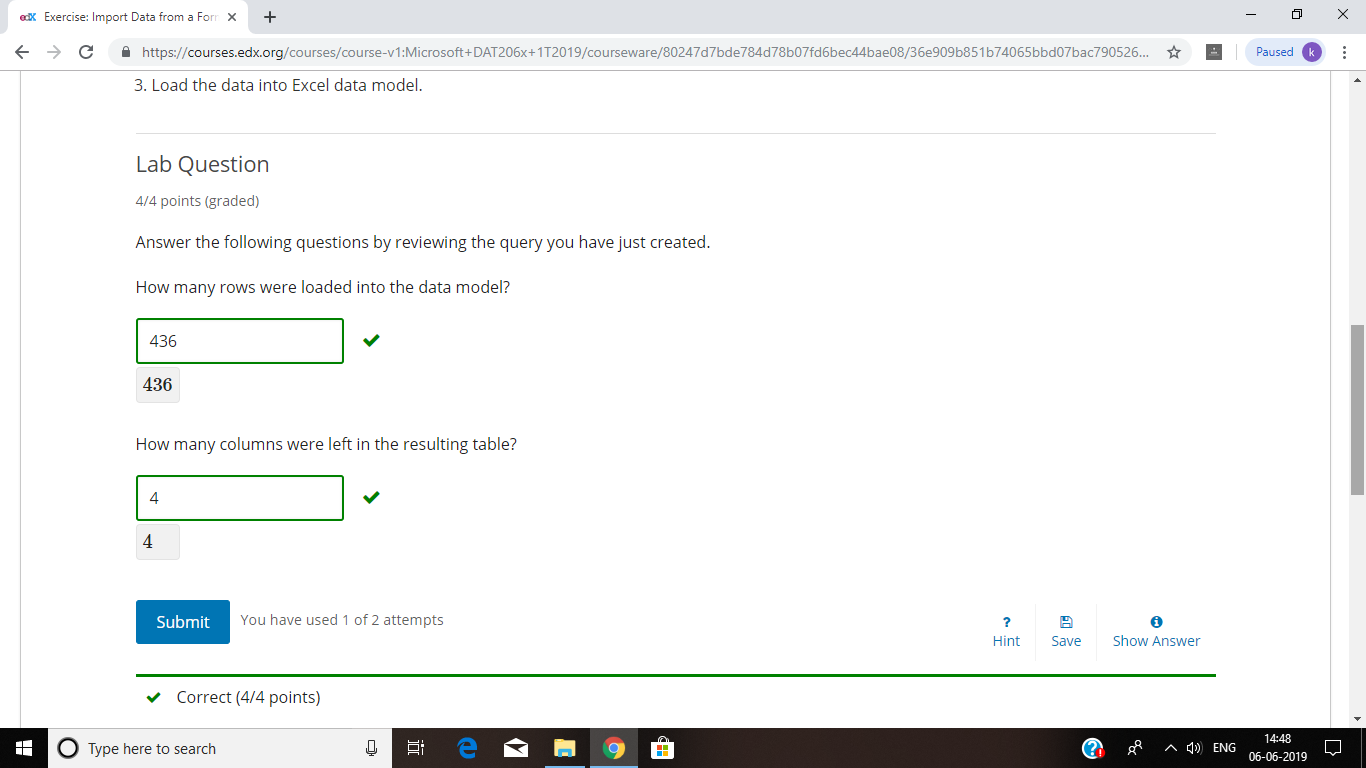 edX Exercise: Import Data from a For
https://courses.edx.org/courses/course-v1:Microsoft+DAT206x+1T2019/courseware/80247d7bde784d78b07fd6bec44bae08/36e909b851b74065bbd07bac790526...
Paused k
3. Load the data into Excel data model.
Lab Question
4/4 points (graded)
Answer the following questions by reviewing the query you have just created.
How many rows were loaded into the data model?
436
436
How many columns were left in the resulting table?
4
4
Submit You have used 1 of 2 attempts
? Hint Save Show Answer
Correct (4/4 points)
Type here to search
ENG
14:48
06-06-2019